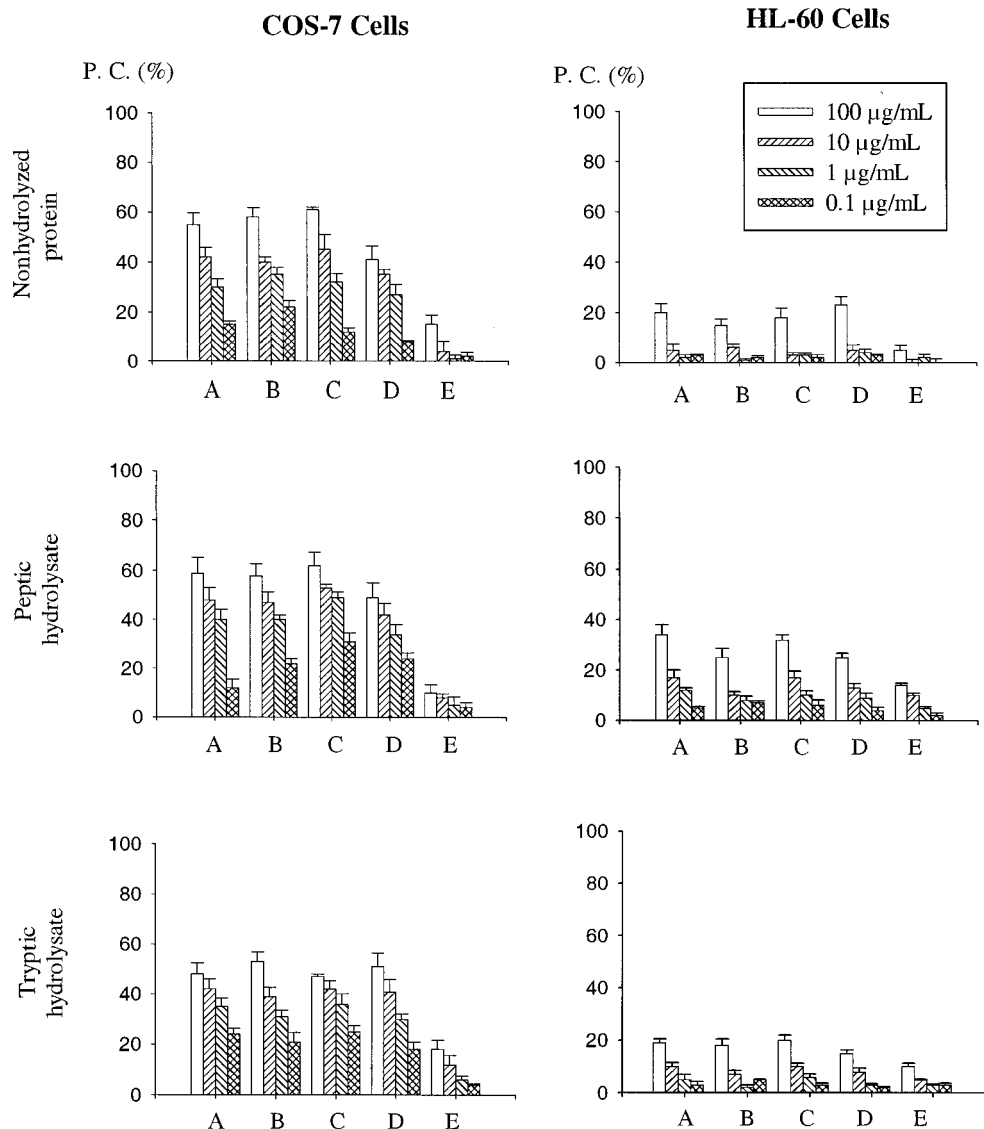 COS-7 Cells
HL-60 Cells
P. C. (%)
P. C. (%)
100 µg/mL
10 µg/mL
1 µg/mL
0.1 µg/mL
Nonhydrolyzed
protein
100
80
60
40
20
0
A B C D E
100
80
60
40
20
0
A B C D E
Peptic
hydrolysate
100
80
60
40
20
0
A B C D E
100
80
60
40
20
0
A B C D E
Tryptic
hydrolysate
100
80
60
40
20
0
A B C D E
100
80
60
40
20
0
A B C D E